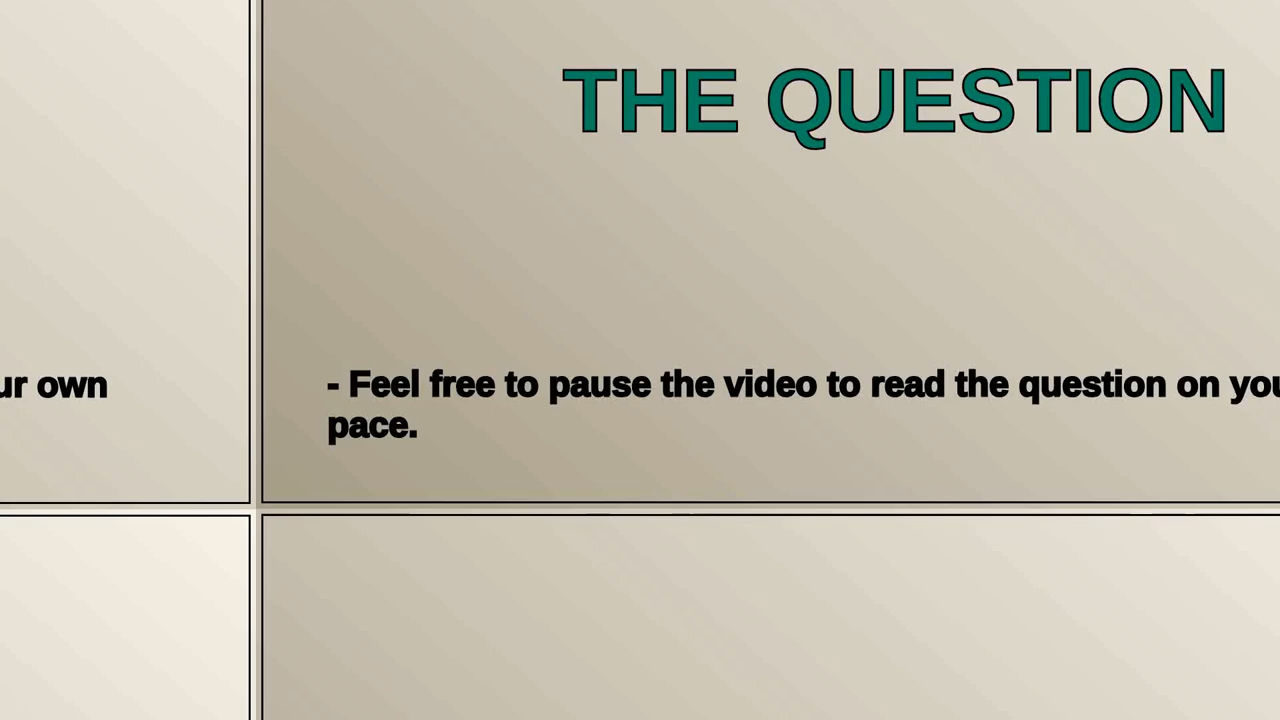 THE QUESTION
ur own
- Feel free to pause the video to read the question on you
pace.